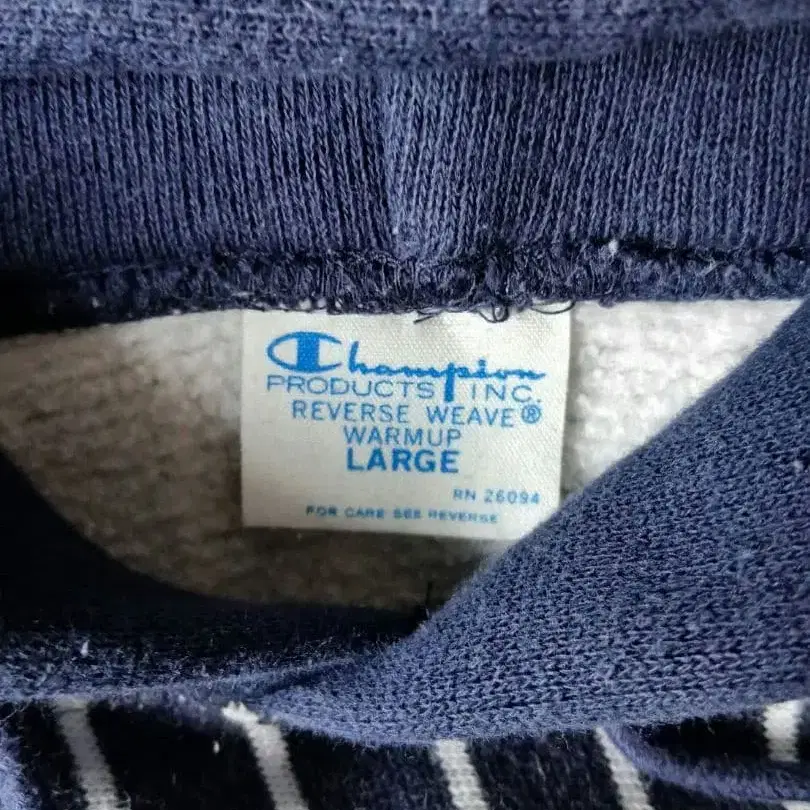 Champion
PRODUCTS INC.
REVERSE WEAVE®
WARMUP
LARGE
RN 26094
FOR CARE SEE REVERSE